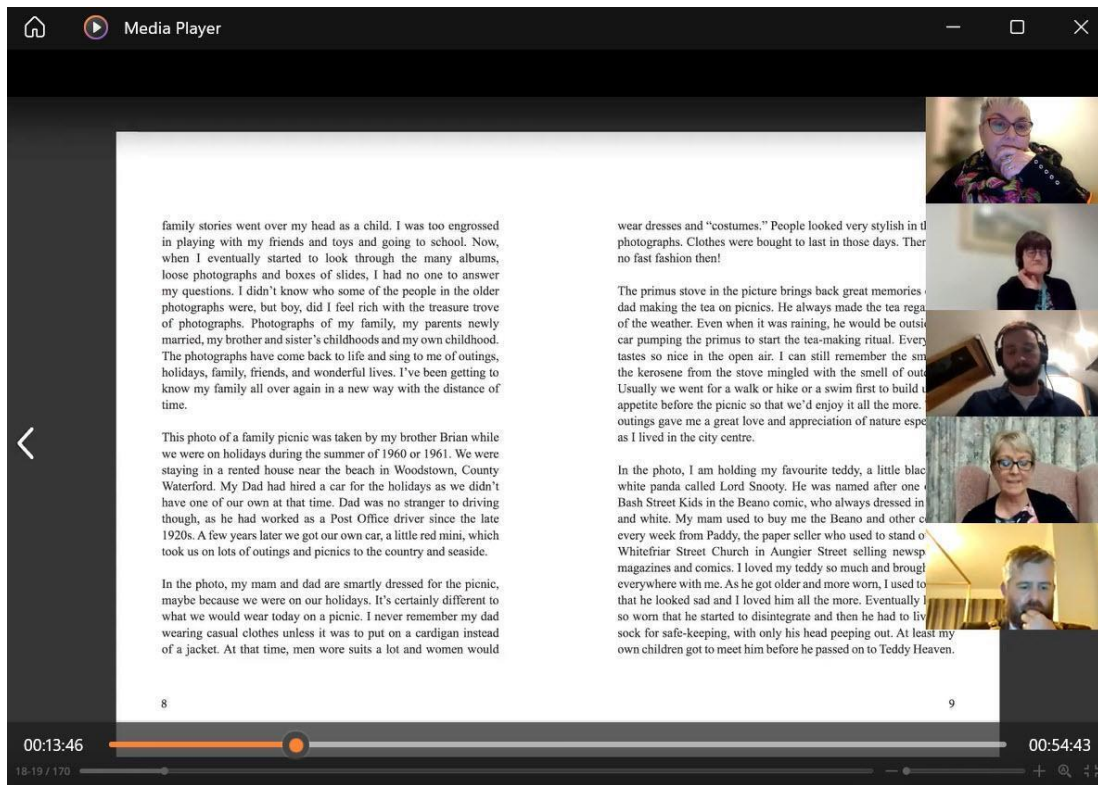 Media Player
family stories went over my head as a child. I was too engrossed
in playing with my friends and toys and going to school. Now,
when I eventually started to look through the many albums,
loose photographs and boxes of slides, I had no one to answer
my questions. I didn’t know who some of the people in the older
photographs were, but boy, did I feel rich with the treasure trove
of photographs. Photographs of my family, my parents newly
married, my brother and sister’s childhoods and my own childhood.
The photographs have come back to life and sing to me of outings,
holidays, family, friends, and wonderful lives. I’ve been getting to
know my family all over again in a new way with the distance of
time.
This photo of a family picnic was taken by my brother Brian while
we were on holidays during the summer of 1960 or 1961. We were
staying in a rented house near the beach in Woodstown, County
Waterford. My Dad had hired a car for the holidays as we didn’t
have one of our own at that time. Dad was no stranger to driving
though, as he had worked as a Post Office driver since the late
1920s. A few years later we got our own car, a little red mini, which
took us on lots of outings and picnics to the country and seaside.
In the photo, my mam and dad are smartly dressed for the picnic,
maybe because we were on our holidays. It’s certainly different to
what we would wear today on a picnic. I never remember my dad
wearing casual clothes unless it was to put on a cardigan instead
of a jacket. At that time, men wore suits a lot and women would
8
wear dresses and “costumes.” People looked very stylish in
photographs. Clothes were bought to last in those days.
no fast fashion then!
The primus stove in the picture brings back great memories
dad making the tea on picnics. He always made the tea
of the weather. Even when it was raining, he would be
car pumping the primus to start the tea-making ritual.
tastes so nice in the open air. I can still remember the
the kerosene from the stove mingled with the smell of
Usually we went for a walk or hike or a swim first to build
appetite before the picnic so that we’d enjoy it all the more.
outings gave me a great love and appreciation of nature
as I lived in the city centre.
In the photo, I am holding my favourite teddy, a little
white panda called Lord Snooty. He was named after one
Bash Street Kids in the Beano comic, who always dressed in
and white. My mam used to buy me the Beano and other
every week from Paddy, the paper seller who used to stand
Whitefriar Street Church in Aungier Street selling
magazines and comics. I loved my teddy so much and
everywhere with me. As he got older and more worn, I used to
that he looked sad and I loved him all the more. Eventually
so worn that he started to disintegrate and then he had to
sock for safe-keeping, with only his head peeping out. At least my
own children got to meet him before he passed on to Teddy Heaven.
9
00:13:46
00:54:43
18-19 / 170